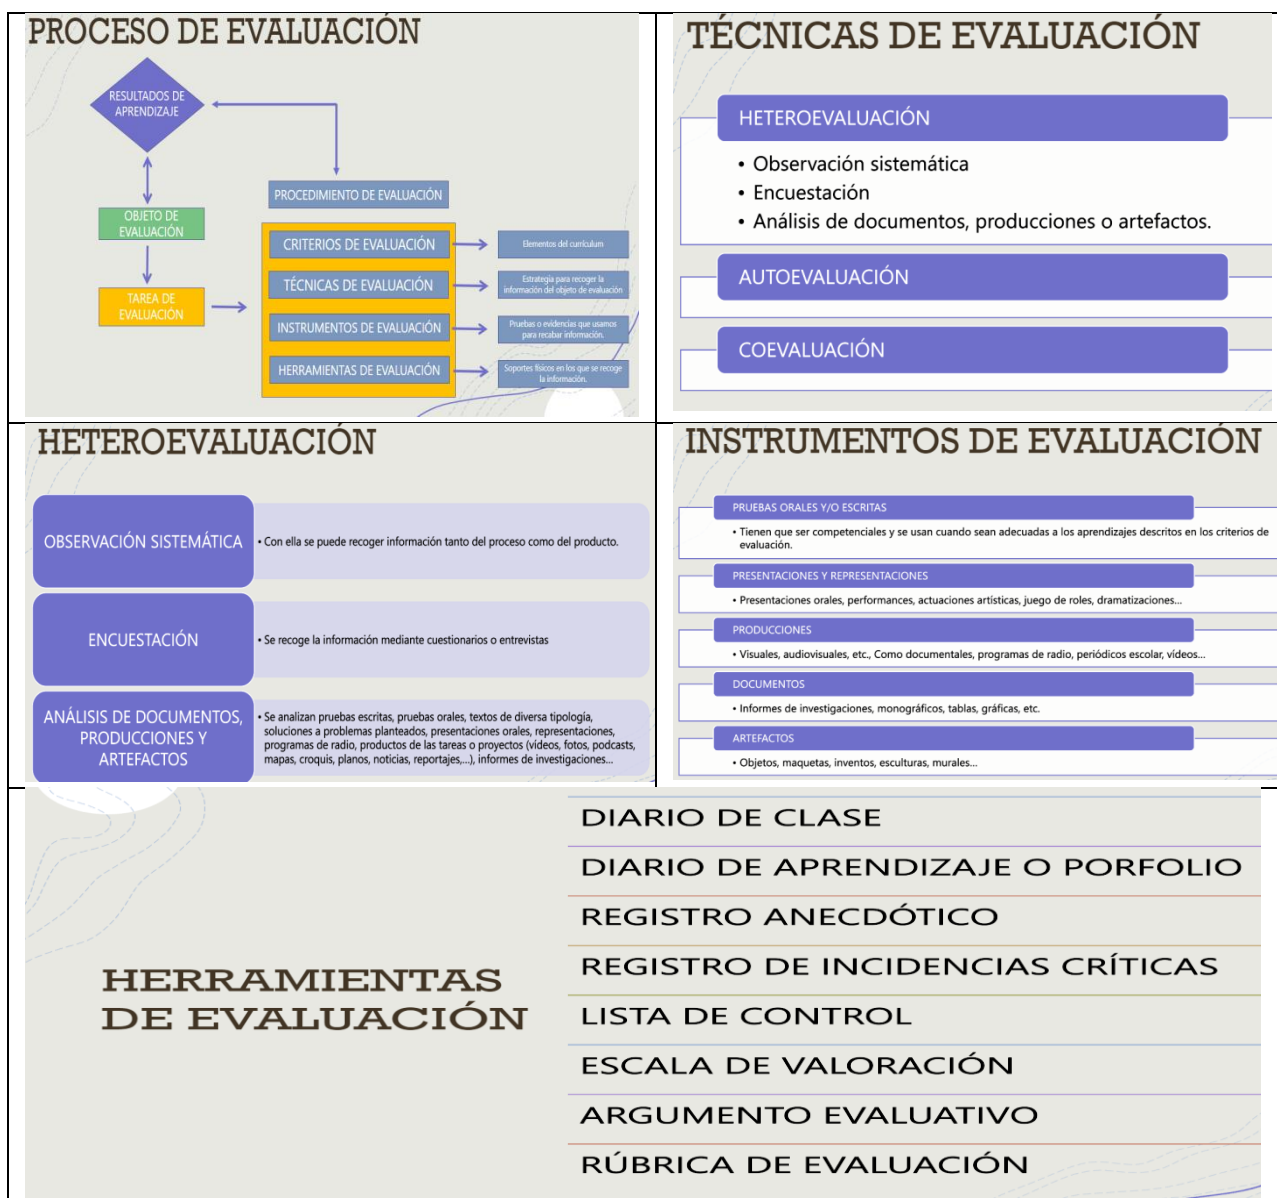 PROCESO DE EVALUACIÓN
RESULTADOS DE
APRENDIZAJE
OBJETO DE
EVALUACIÓN
TAREA DE
EVALUACIÓN
PROCEDIMIENTO DE EVALUACIÓN
CRITERIOS DE EVALUACIÓN
Elementos del currículum
TÉCNICAS DE EVALUACIÓN
Estrategia para recoger la
información del objeto de evaluación
INSTRUMENTOS DE EVALUACIÓN
Pruebas o evidencias que usamos
para recabar información.
HERRAMIENTAS DE EVALUACIÓN
Soportes físicos en los que se recoge
la información.
TÉCNICAS DE EVALUACIÓN
HETEROEVALUACIÓN
• Observación sistemática
• Encuestación
• Análisis de documentos, producciones o artefactos.
AUTOEVALUACIÓN
COEVALUACIÓN
HETEROEVALUACIÓN
OBSERVACIÓN SISTEMÁTICA
• Con ella se puede recoger información tanto del proceso como del producto.
ENCUESTACIÓN
• Se recoge la información mediante cuestionarios o entrevistas
ANÁLISIS DE DOCUMENTOS,
PRODUCCIONES Y
ARTEFACTOS
• Se analizan pruebas escritas, pruebas orales, textos de diversa tipología,
soluciones a problemas planteados, presentaciones orales, representaciones,
programas de radio, productos de las tareas o proyectos (vídeos, fotos, podcasts,
mapas, croquis, planos, noticias, reportajes,...), informes de investigaciones...
INSTRUMENTOS DE EVALUACIÓN
PRUEBAS ORALES Y/O ESCRITAS
• Tienen que ser competenciales y se usan cuando sean adecuadas a los aprendizajes descritos en los criterios de
evaluación.
PRESENTACIONES Y REPRESENTACIONES
• Presentaciones orales, performances, actuaciones artísticas, juego de roles, dramatizaciones...
PRODUCCIONES
• Visuales, audiovisuales, etc., Como documentales, programas de radio, periódicos escolar, vídeos...
DOCUMENTOS
• Informes de investigaciones, monográficos, tablas, gráficas, etc.
ARTEFACTOS
• Objetos, maquetas, inventos, esculturas, murales...
HERRAMIENTAS
DE EVALUACIÓN
DIARIO DE CLASE
DIARIO DE APRENDIZAJE O PORFOLIO
REGISTRO ANECDÓTICO
REGISTRO DE INCIDENCIAS CRÍTICAS
LISTA DE CONTROL
ESCALA DE VALORACIÓN
ARGUMENTO EVALUATIVO
RÚBRICA DE EVALUACIÓN